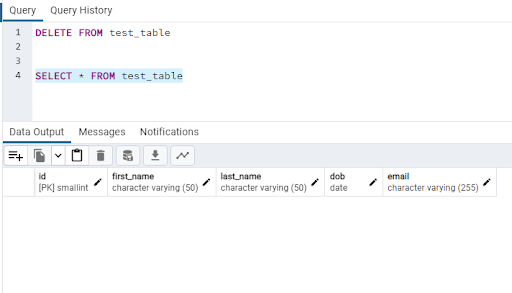 Query Query History
1 DELETE FROM test_table
2
3
4 SELECT * FROM test_table
Data Output Messages Notifications
id first_name last_name dob email
[PK] smallint character varying (50) character varying (50) date character varying (255)